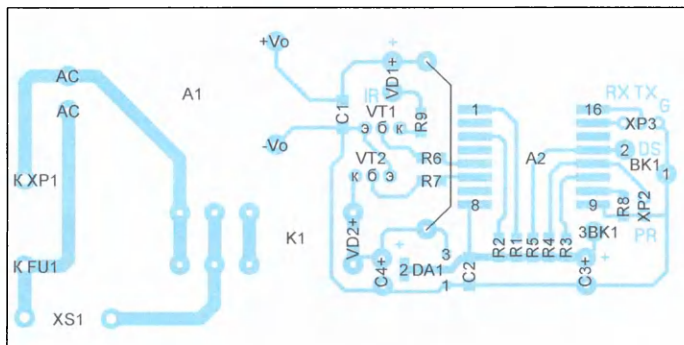 +Vo
AC
A1
AC
-Vo
К XP1
К FU1
XS1
K1
+
VD1+
IR
C1
VT1
э б к
R9
VT2
к б э
R6
R7
VD2+
C4+
+
2 DA1
3
1
C2
1
8
A2
16
9
R2
R1
R5
R4
R3
RX TX
G
XP3
DS
2
BK1
1
R8
XP2
PR
3BK1
C3+
+